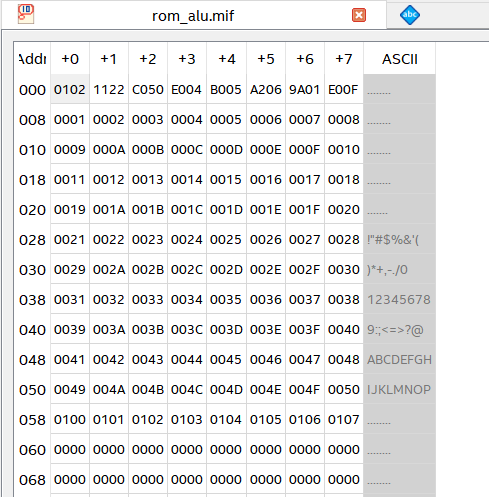 rom_alu.mif abc
Addr +0 +1 +2 +3 +4 +5 +6 +7 ASCII
000 0102 1122 C050 E004 B005 A206 9A01 E00F ........
008 0001 0002 0003 0004 0005 0006 0007 0008 ........
010 0009 000A 000B 000C 000D 000E 000F 0010 ........
018 0011 0012 0013 0014 0015 0016 0017 0018 ........
020 0019 001A 001B 001C 001D 001E 001F 0020 .......
028 0021 0022 0023 0024 0025 0026 0027 0028 !"#$%&'(
030 0029 002A 002B 002C 002D 002E 002F 0030 )*+,-./0
038 0031 0032 0033 0034 0035 0036 0037 0038 12345678
040 0039 003A 003B 003C 003D 003E 003F 0040 9:;<=>?@
048 0041 0042 0043 0044 0045 0046 0047 0048 ABCDEFGH
050 0049 004A 004B 004C 004D 004E 004F 0050 IJKLMNOP
058 0100 0101 0102 0103 0104 0105 0106 0107 ........
060 0000 0000 0000 0000 0000 0000 0000 0000 ........
068 0000 0000 0000 0000 0000 0000 0000 0000 ........